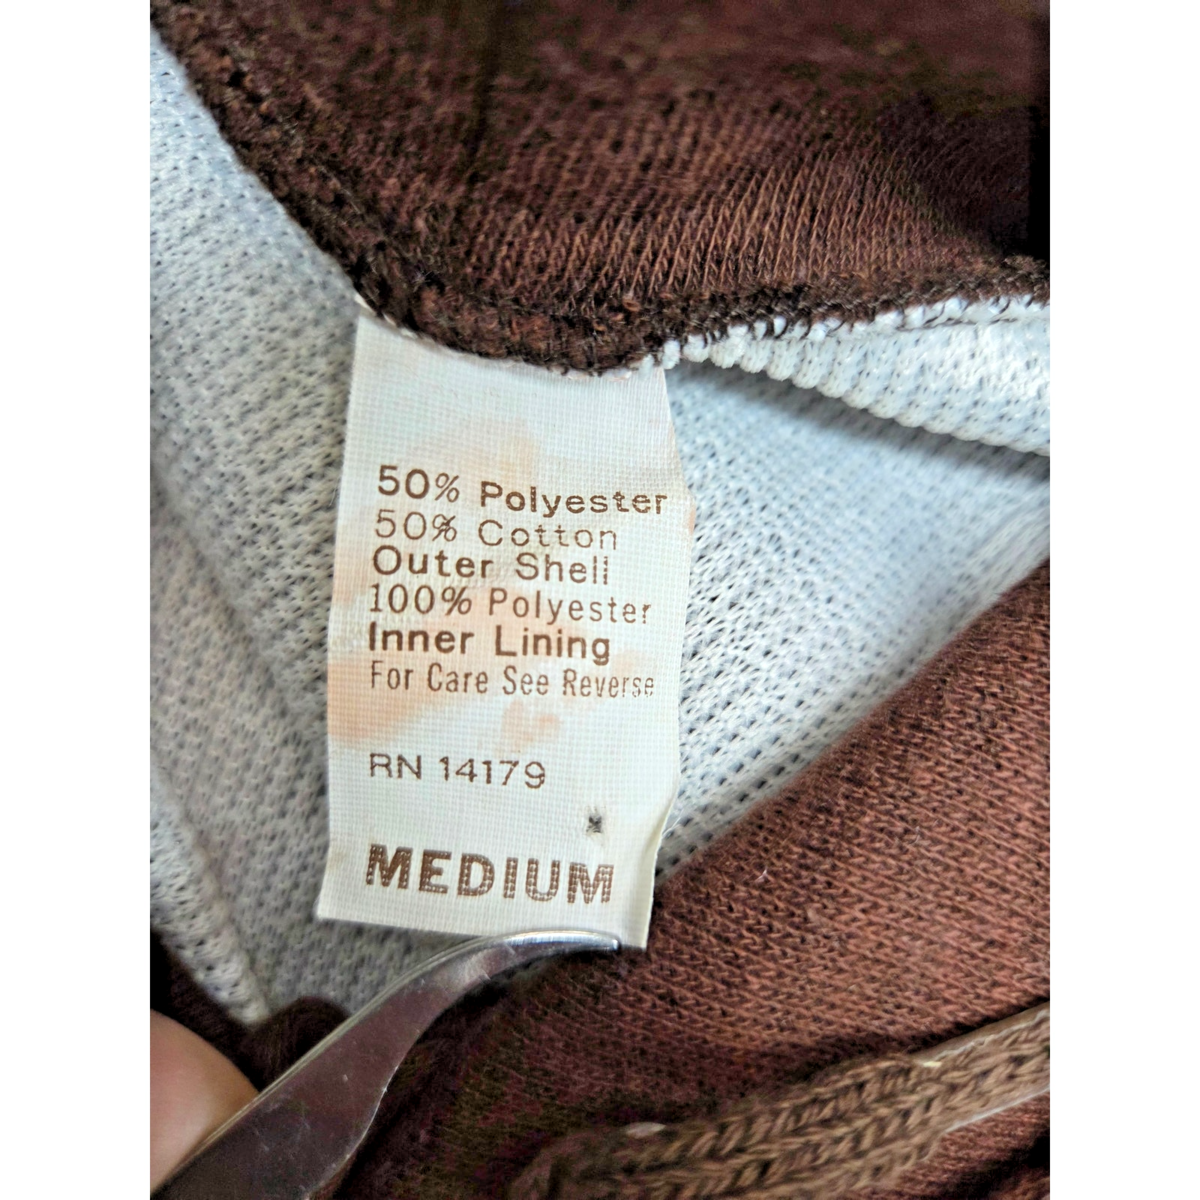 50% Polyester
50% Cotton
Outer Shell
100% Polyester
Inner Lining
For Care See Reverse
RN 14179
MEDIUM